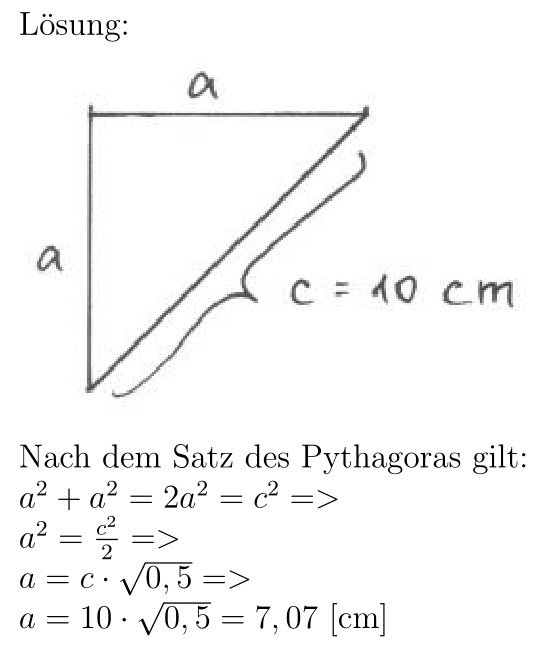 Lösung:
a
a
c = 10 cm
Nach dem Satz des Pythagoras gilt:
a² + a² = 2a² = c² =>
a² = c²/2 =>
a = c · √0,5 =>
a = 10 · √0,5 = 7,07 [cm]